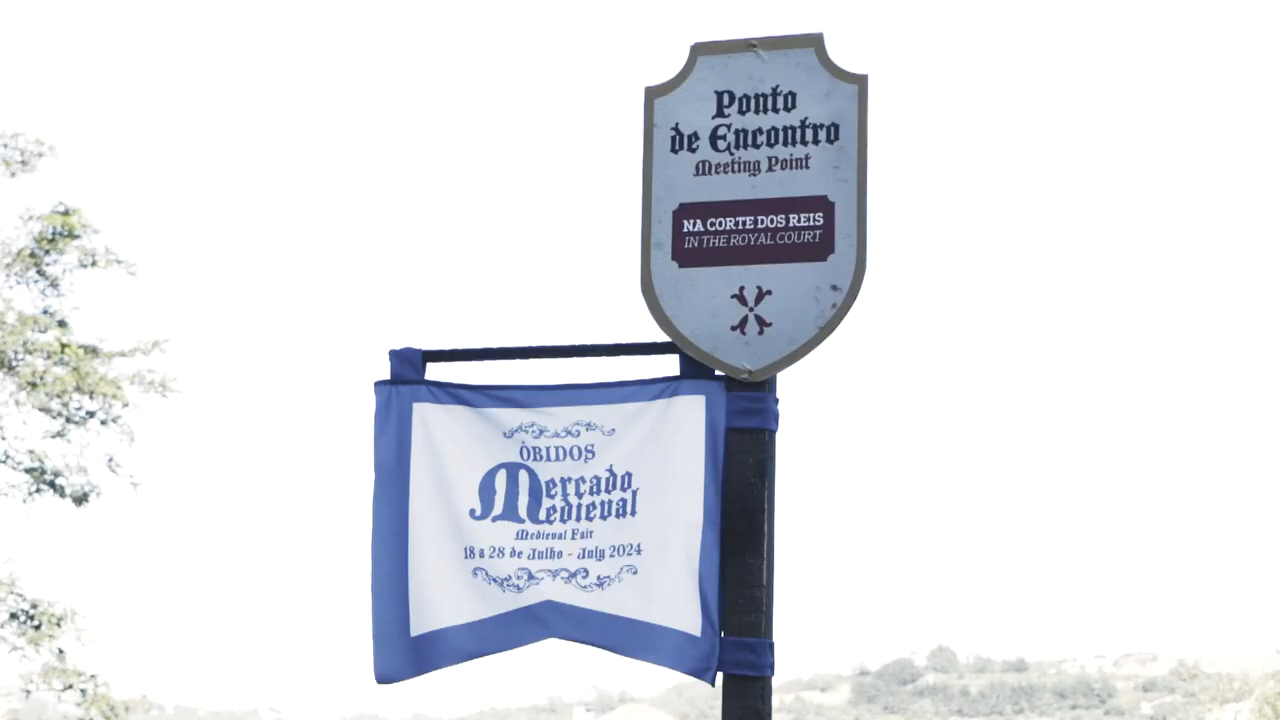 Ponto
de Encontro
Meeting Point
NA CORTE DOS REIS
IN THE ROYAL COURT
ÓBIDOS
Mercado
Medieval
Medieval Fair
18 a 28 de Julho - July 2024